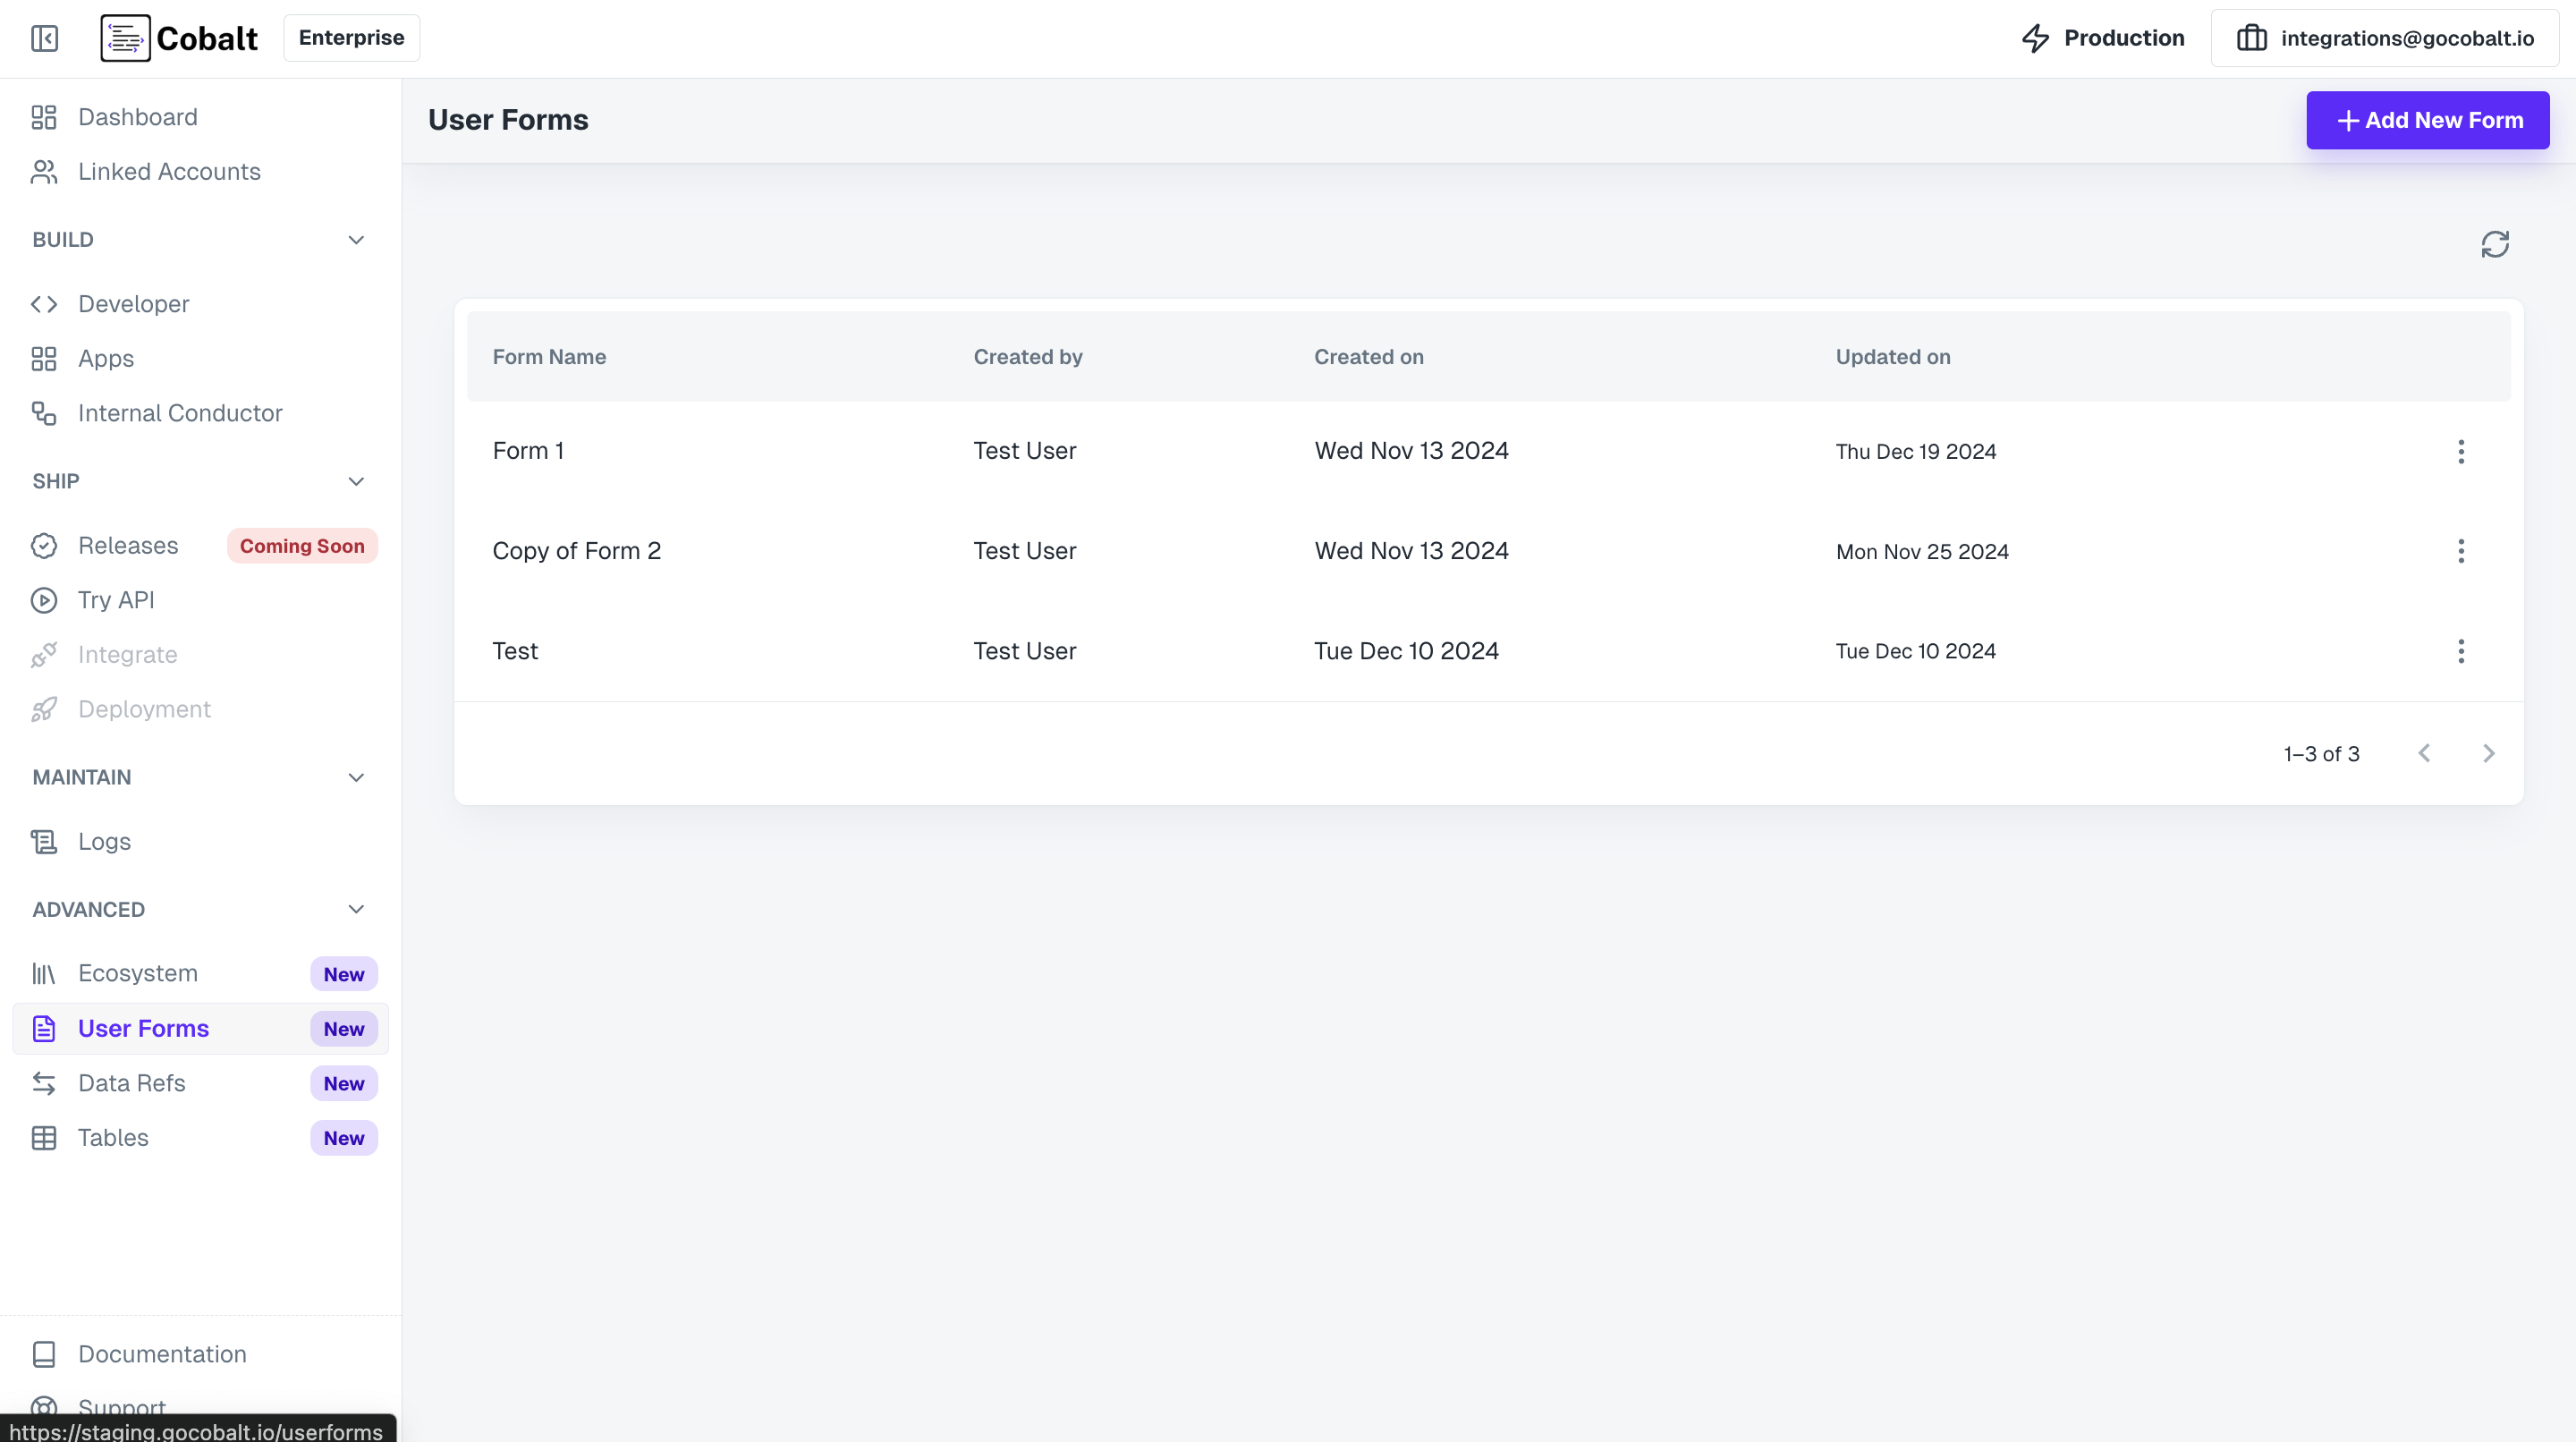 Cobalt
Enterprise
Production
integrations@gocobalt.io
Dashboard
Linked Accounts
BUILD
Developer
Apps
Internal Conductor
SHIP
Releases
Coming Soon
Try API
Integrate
Deployment
MAINTAIN
Logs
ADVANCED
Ecosystem
New
User Forms
New
Data Refs
New
Tables
New
Documentation
Support
https://staging.gocobalt.io/userforms
User Forms
Add New Form
Form Name Created by Created on Updated on
Form 1 Test User Wed Nov 13 2024 Thu Dec 19 2024
Copy of Form 2 Test User Wed Nov 13 2024 Mon Nov 25 2024
Test Test User Tue Dec 10 2024 Tue Dec 10 2024
1–3 of 3